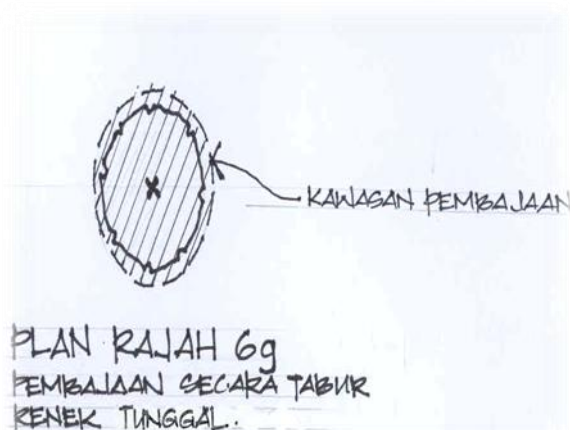 KAWASAN PEMBAJAAN
PLAN RAJAH 6g
PEMBAJAAN SECARA TABUR
RENEK TUNGGAL.